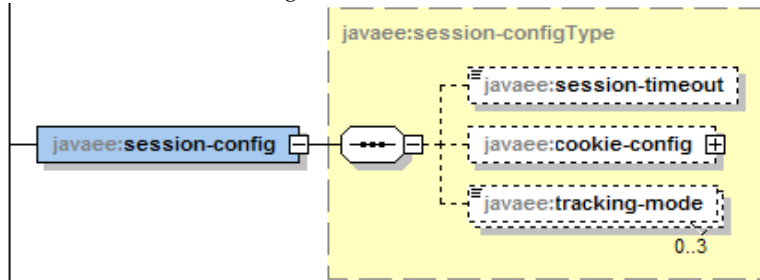 javaee:session-configType
javaee:session-timeout
javaee:session-config
javaee:cookie-config
javaee:tracking-mode
0..3